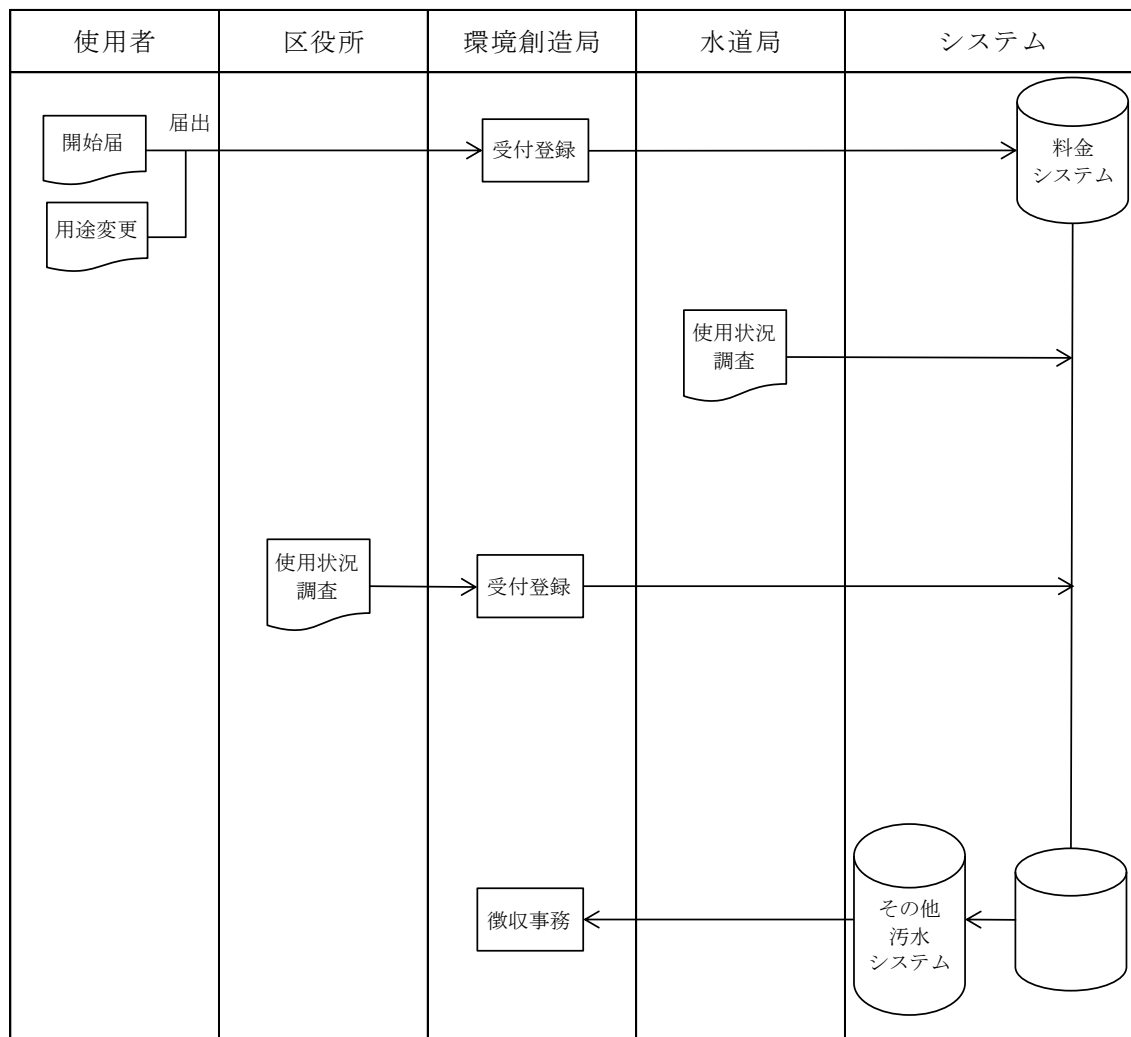 使用者
区役所
環境創造局
水道局
システム
開始届
届出
受付登録
料金
システム
用途変更
使用状況
調査
使用状況
調査
受付登録
徴収事務
その他
汚水
システム